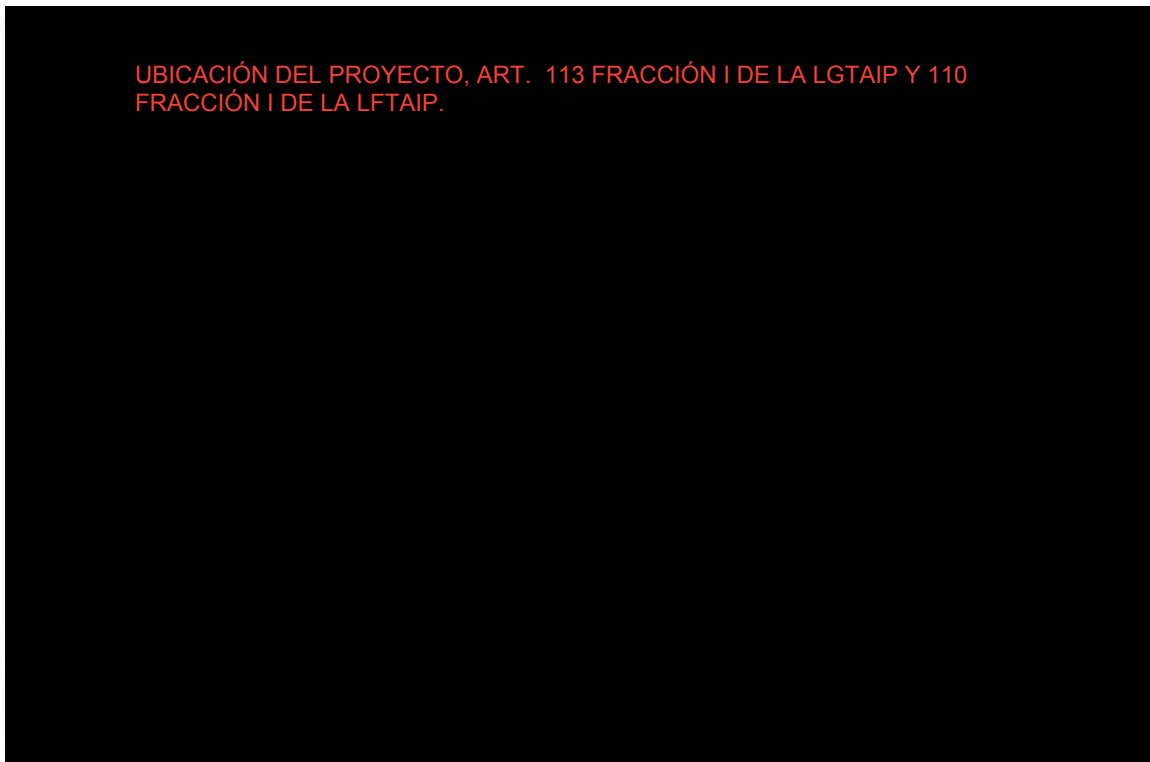 UBICACIÓN DEL PROYECTO, ART.  113 FRACCIÓN I DE LA LGTAIP Y 110
FRACCIÓN I DE LA LFTAIP.